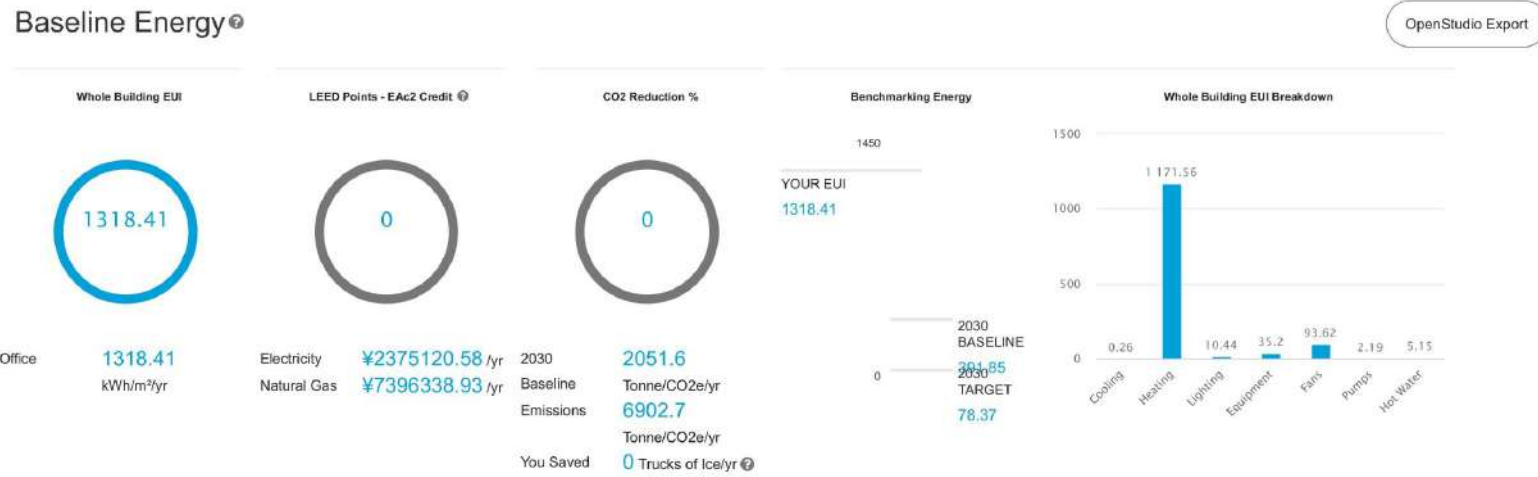 Baseline Energy
OpenStudio Export
Whole Building EUI
1318.41
Office 1318.41
kWh/m²/yr
LEED Points - EAc2 Credit
0
Electricity ¥2375120.58 /yr
Natural Gas ¥7396338.93 /yr
CO2 Reduction %
0
2030 2051.6
Baseline Tonne/CO2e/yr
Emissions 6902.7
Tonne/CO2e/yr
You Saved 0 Trucks of Ice/yr
Benchmarking Energy
1450
YOUR EUI
1318.41
2030
BASELINE
391.85
0
2030
TARGET
78.37
Whole Building EUI Breakdown
1500
1000
500
0
1 171.56
0.26
10.44
35.2
93.62
2.19
5.15
Cooling
Heating
Lighting
Equipment
Fans
Pumps
Hot Water